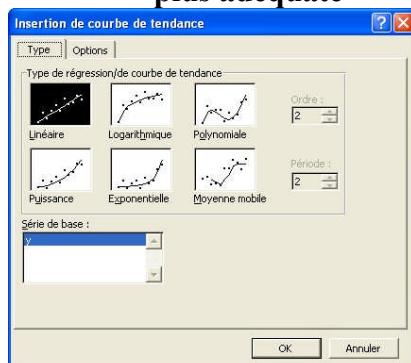 plus adéquate
Insertion de courbe de tendance
Type
Options
Type de régression/de courbe de tendance
Linéaire
Logarithmique
Polynomiale
Ordre :
2
Puissance
Exponentielle
Moyenne mobile
Période :
2
Série de base :
y
OK
Annuler